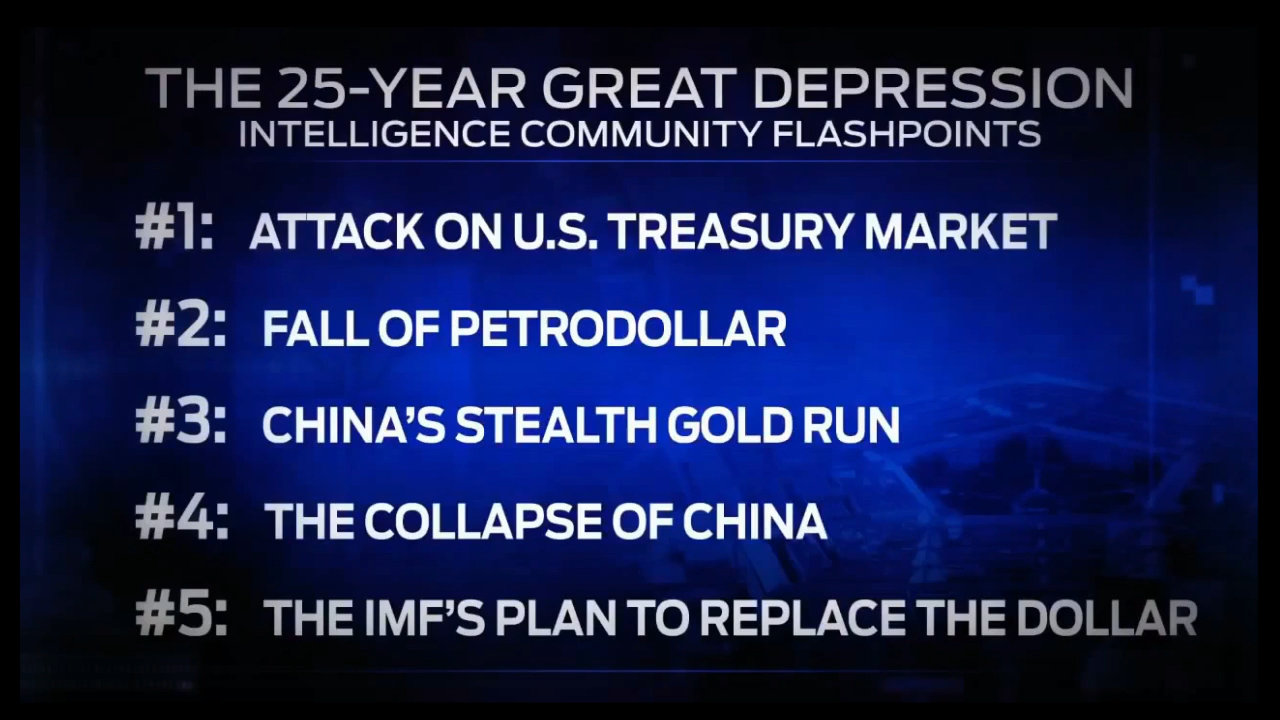 THE 25-YEAR GREAT DEPRESSION
INTELLIGENCE COMMUNITY FLASHPOINTS
#1: ATTACK ON U.S. TREASURY MARKET
#2: FALL OF PETRODOLLAR
#3: CHINA'S STEALTH GOLD RUN
#4: THE COLLAPSE OF CHINA
#5: THE IMF'S PLAN TO REPLACE THE DOLLAR